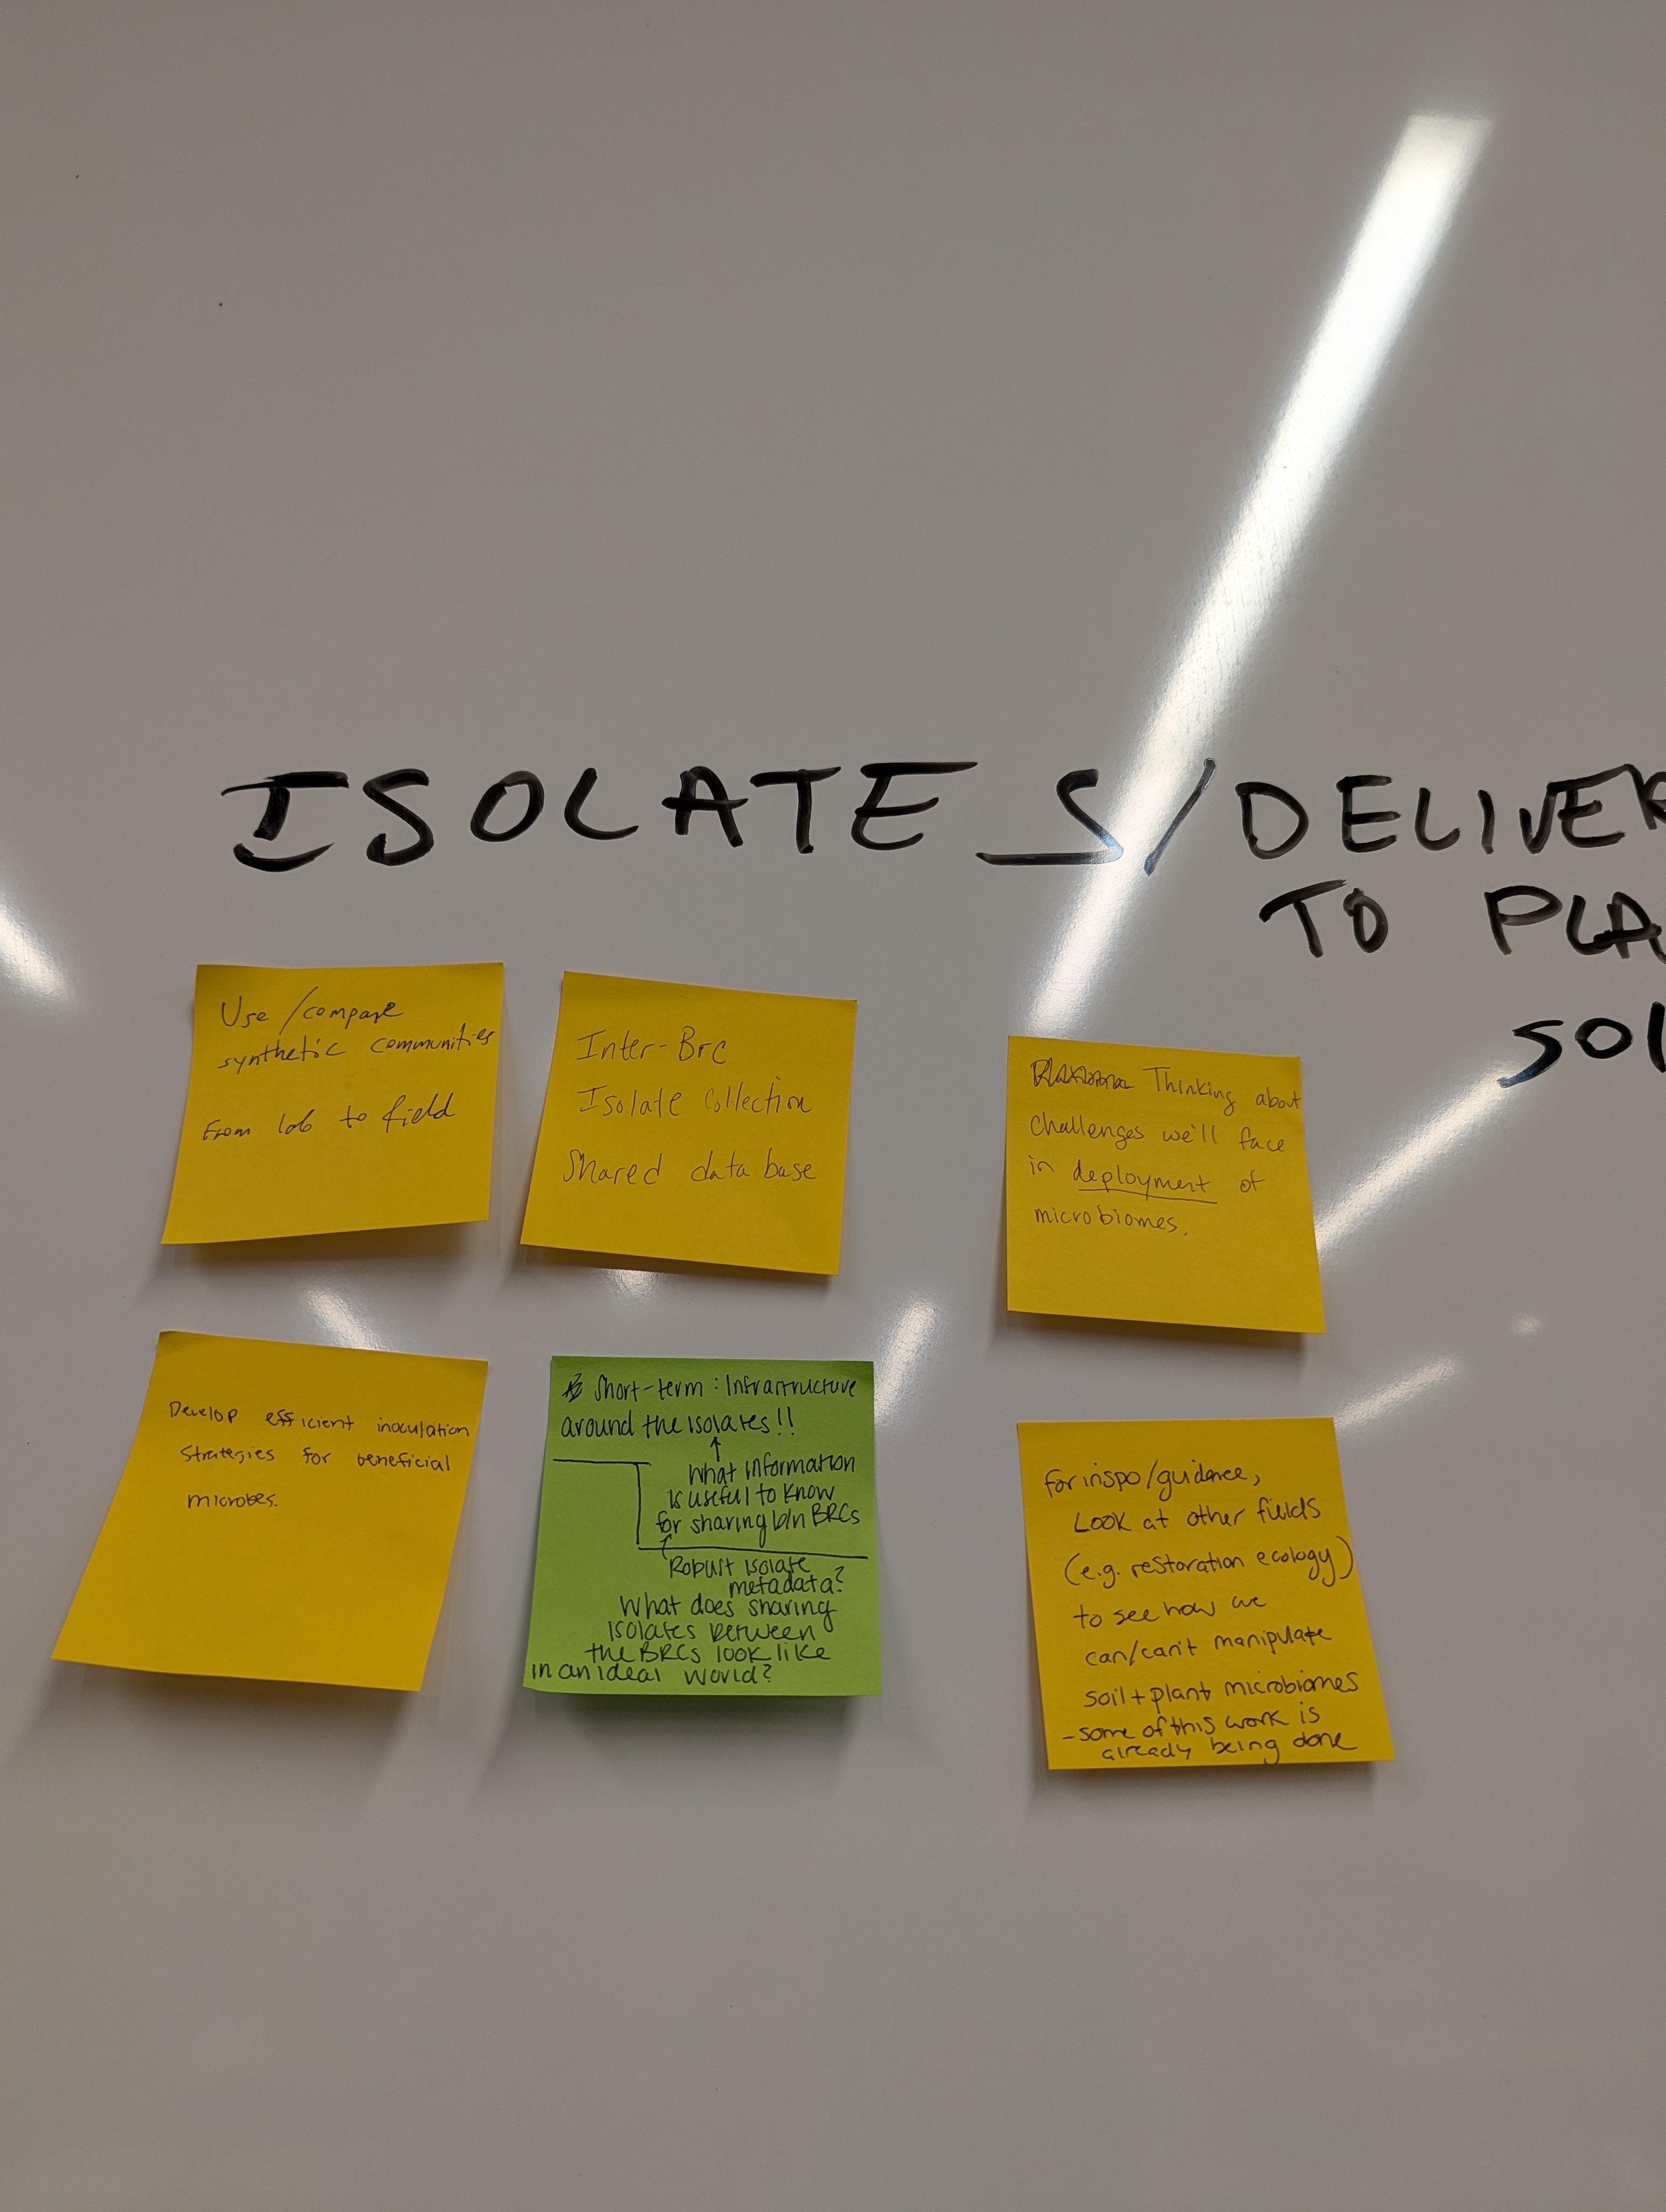 ISOLATES/DELIVER
TO PLA
SOI
Use/compare
synthetic communities
From lab to field
Inter-Brc
Isolate Collection
Shared data base
Thinking about
Challenges we'll face
in deployment of
microbiomes.
Develop efficient inoculation
Strategies for beneficial
microbes.
Short-term: Infrastructure
around the isolates!!
What information
is useful to know
for sharing b/n BRCs
Robust isolate
metadata?
What does sharing
isolates between
the BRCs look like
in an ideal world?
for inspo/guidance,
Look at other fields
(e.g. restoration ecology)
to see how we
can/can't manipulate
soil + plant microbiomes
- some of this work is
already being done